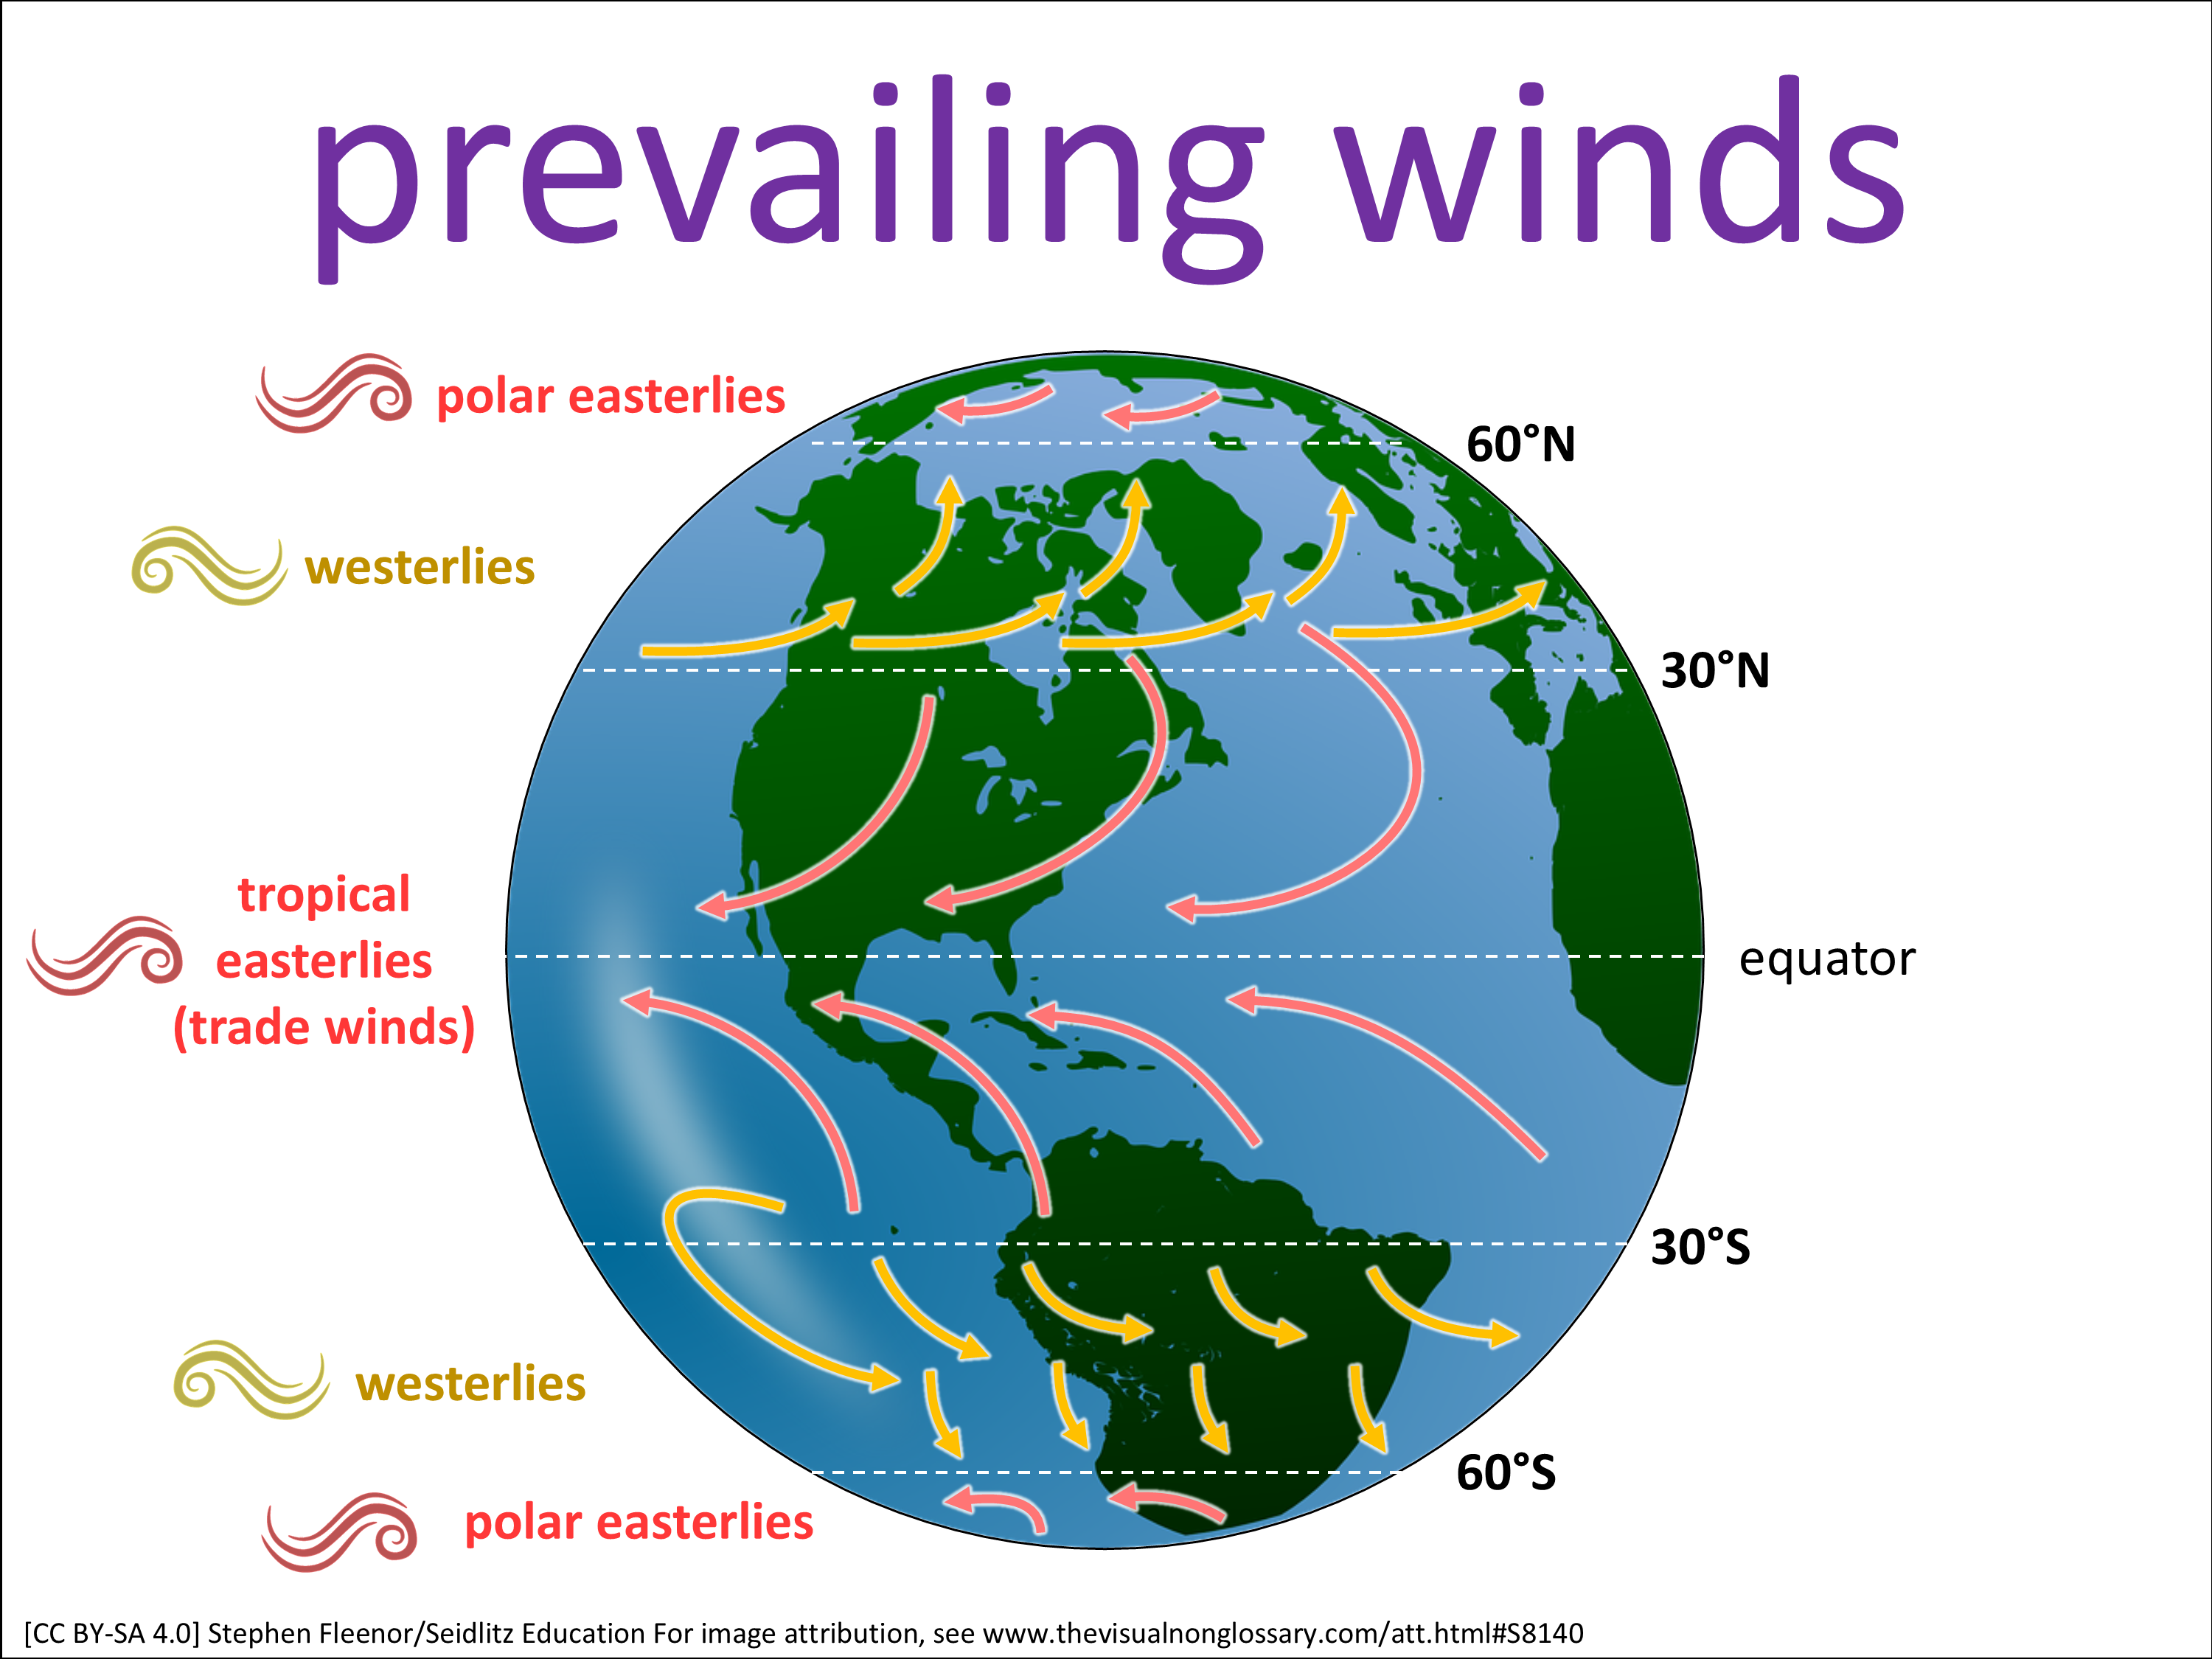 prevailing winds
polar easterlies
60°N
westerlies
30°N
tropical
easterlies
(trade winds)
equator
30°S
westerlies
60°S
polar easterlies
[CC BY-SA 4.0] Stephen Fleenor/Seidlitz Education For image attribution, see www.thevisualnonglossary.com/att.html#S8140